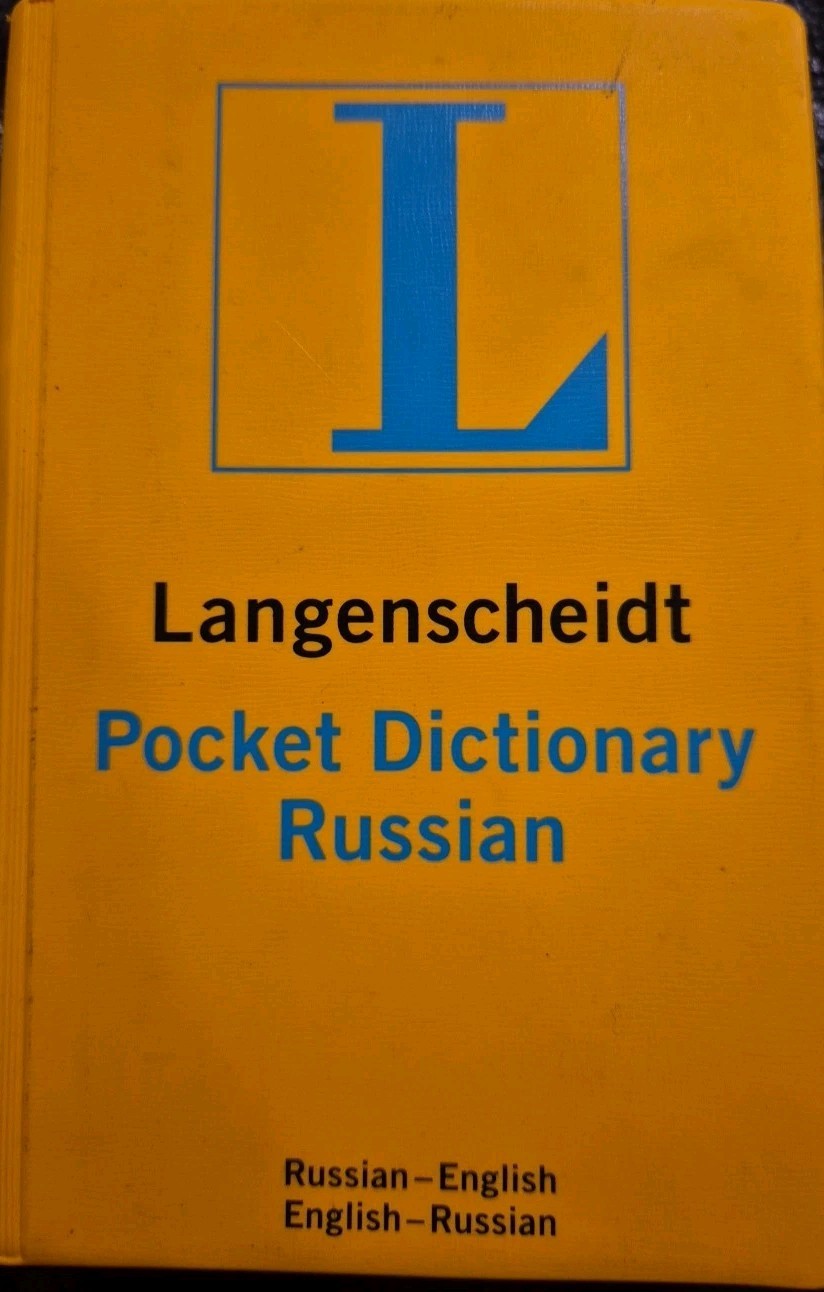 L
Langenscheidt
Pocket Dictionary
Russian
Russian–English
English–Russian